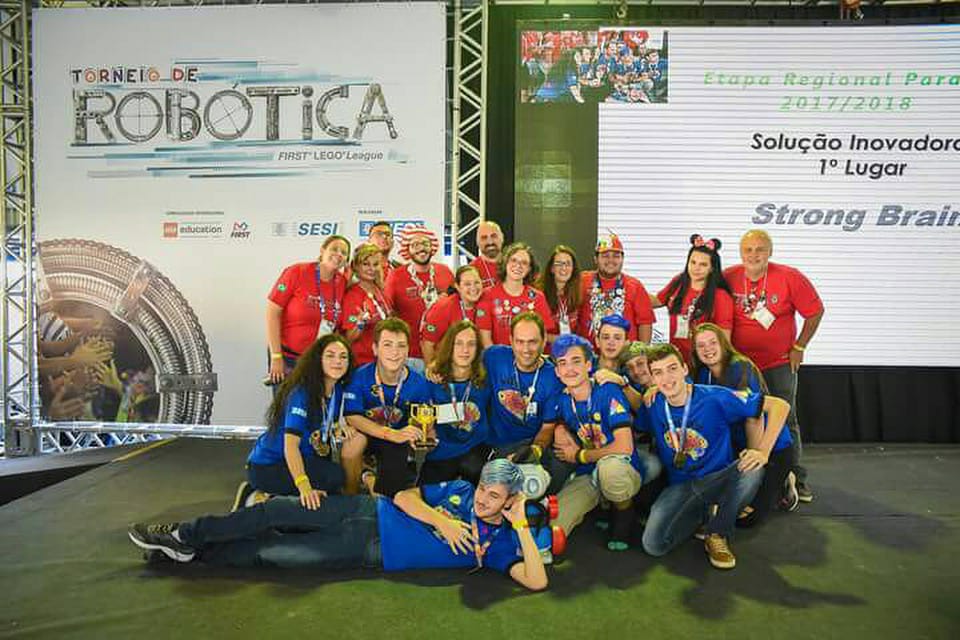 TORNEIO DE
ROBÓTICA
FIRST® LEGO® League
education
FIRST
SESI
SESI
Etapa Regional Para
2017/2018
Solução Inovadora
1º Lugar
Strong Brain